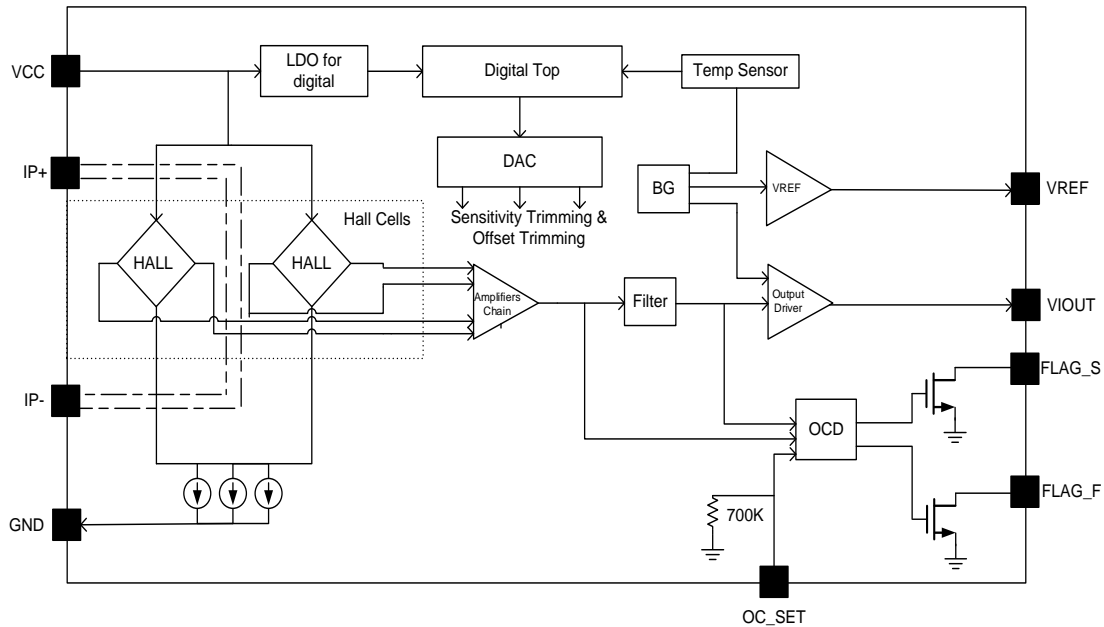 VCC
LDO for
digital
Digital Top
Temp Sensor
IP+
DAC
BG
VREF
VREF
Hall Cells
Sensitivity Trimming &
Offset Trimming
HALL
HALL
Amplifiers
Chain
Filter
Output
Driver
VIOUT
FLAG_S
IP-
OCD
FLAG_F
GND
700K
OC_SET